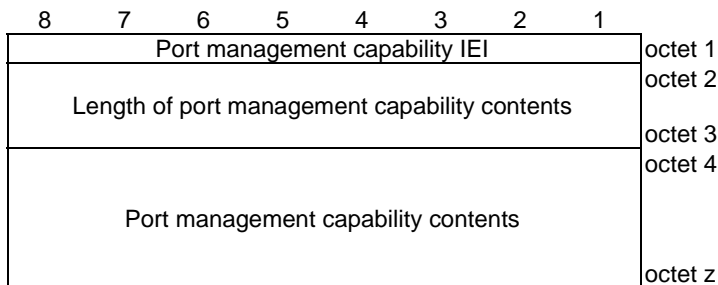 8 7 6 5 4 3 2 1
Port management capability IEI octet 1
octet 2
Length of port management capability contents
octet 3
octet 4
Port management capability contents
octet z